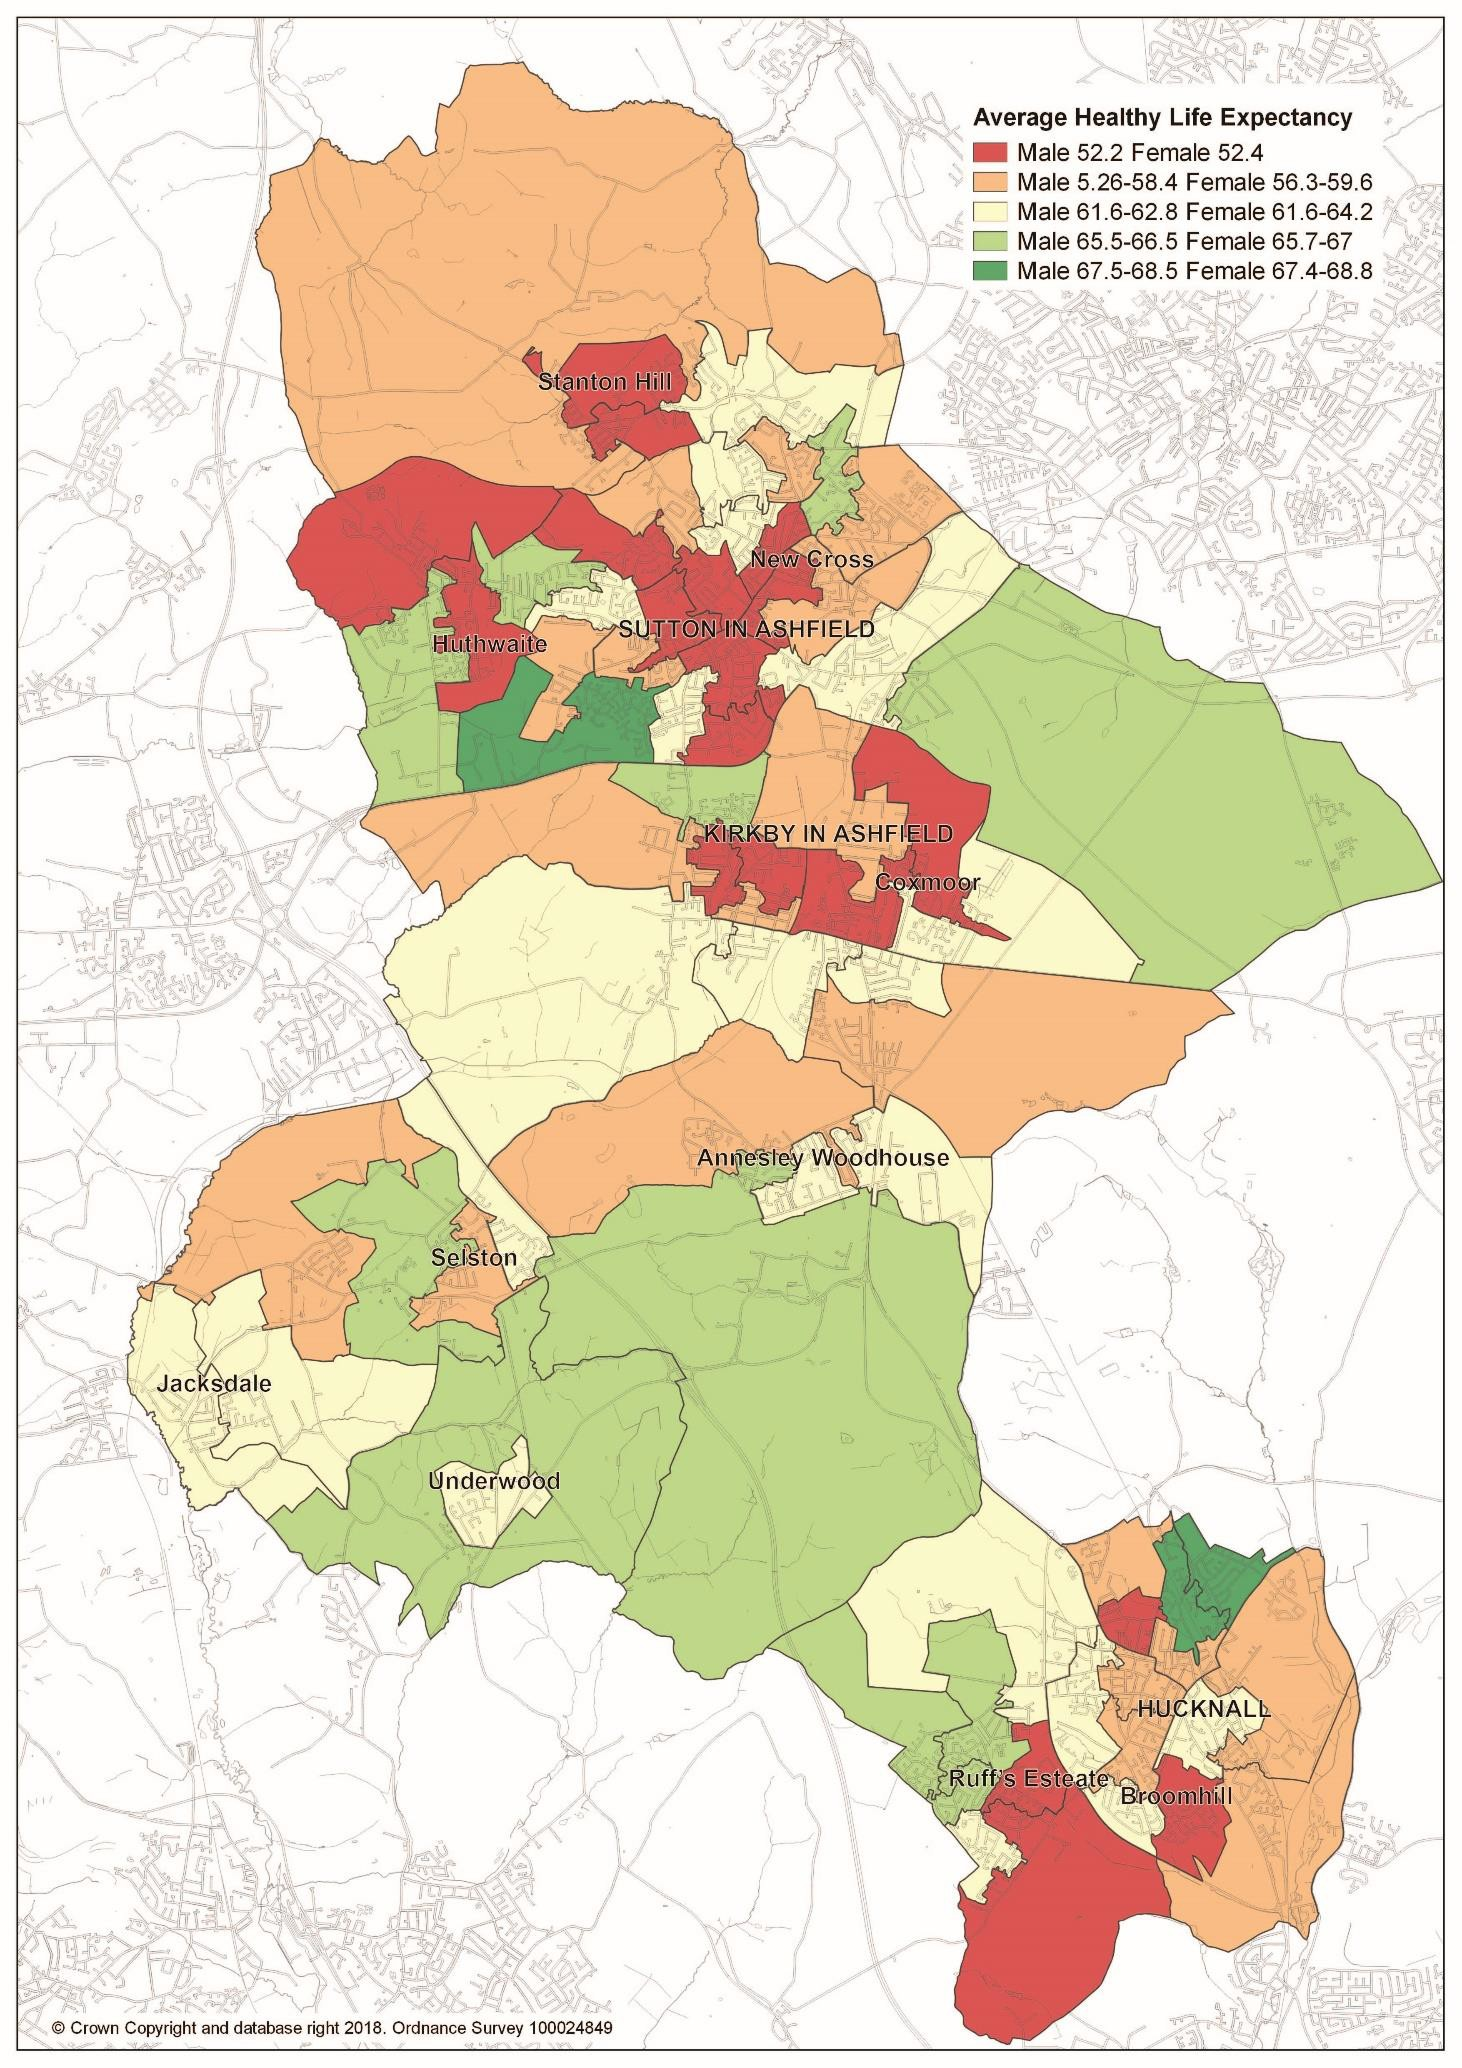 Average Healthy Life Expectancy
Male 52.2 Female 52.4
Male 5.26-58.4 Female 56.3-59.6
Male 61.6-62.8 Female 61.6-64.2
Male 65.5-66.5 Female 65.7-67
Male 67.5-68.5 Female 67.4-68.8
Stanton Hill
New Cross
SUTTON IN ASHFIELD
Huthwaite
KIRKBY IN ASHFIELD
Coxmoor
Annesley Woodhouse
Selston
Jacksdale
Underwood
HUCKNALL
Ruff's Esteate
Broomhill
© Crown Copyright and database right 2018. Ordnance Survey 100024849